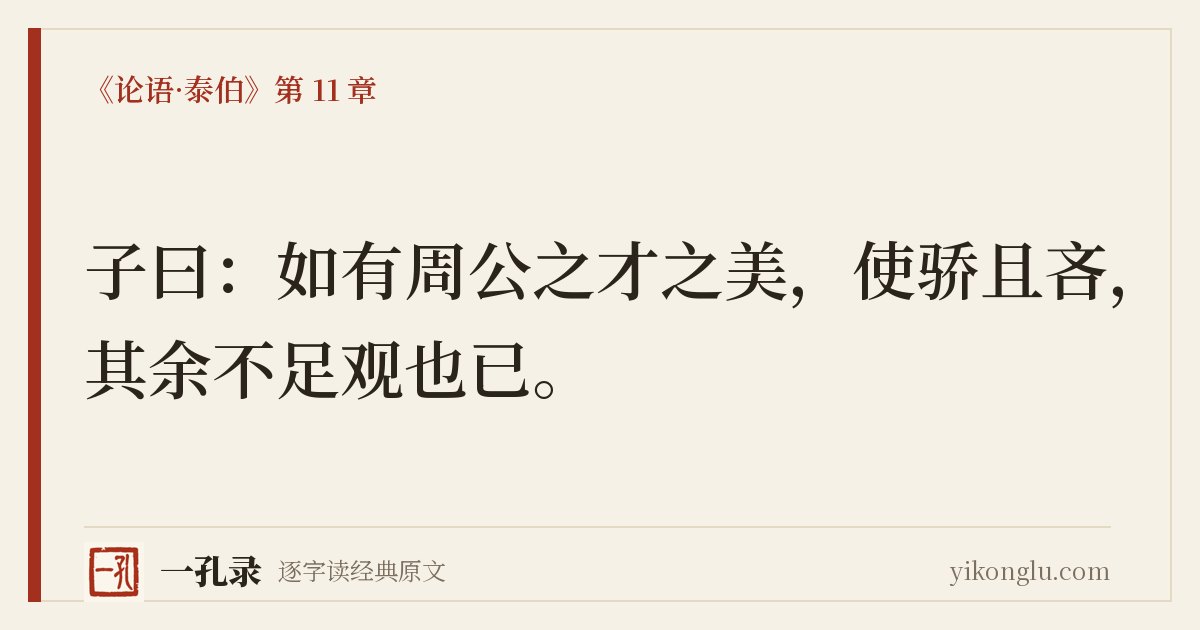 《论语·泰伯》第 11 章
子曰：如有周公之才之美，使骄且吝，
其余不足观也已。
一孔
一孔录 逐字读经典原文 yikonglu.com